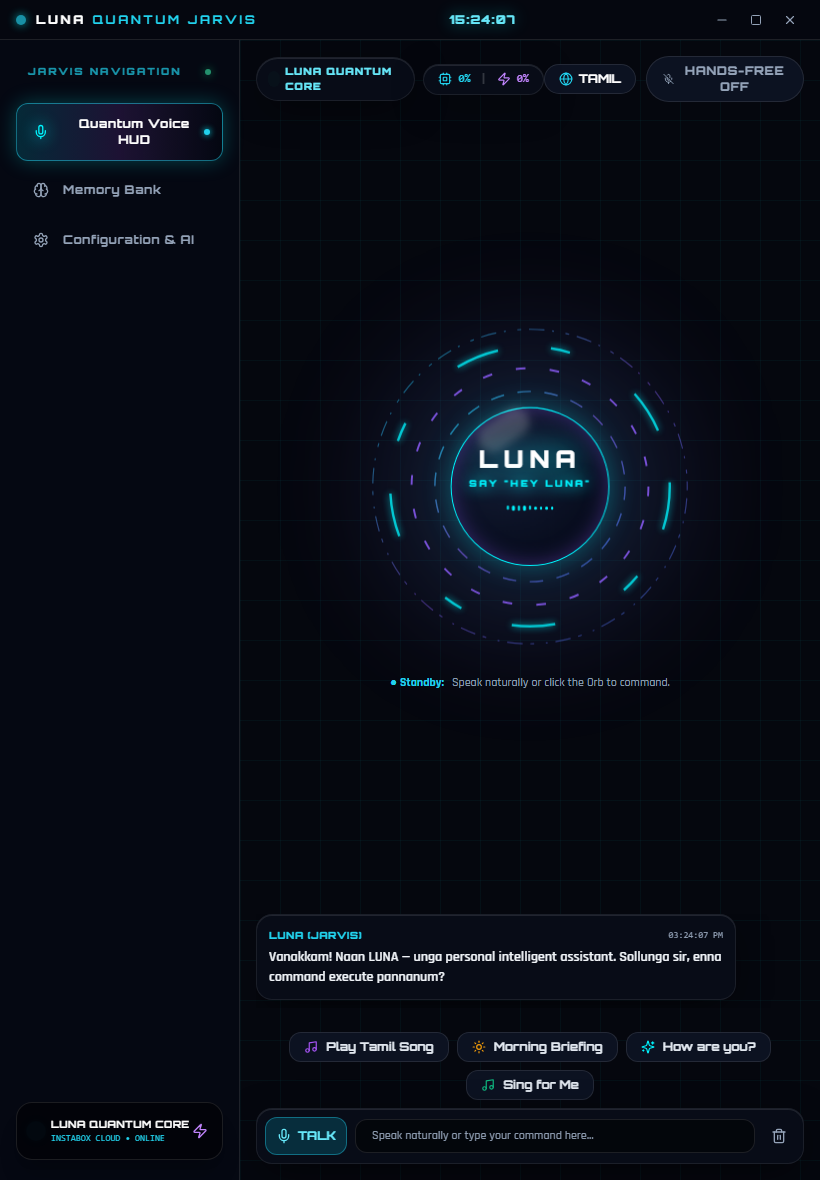 LUNA QUANTUM JARVIS
15:24:07
JARVIS NAVIGATION
Quantum Voice
HUD
Memory Bank
Configuration & AI
LUNA QUANTUM
CORE
0% | 0%
TAMIL
HANDS-FREE
OFF
LUNA
SAY "HEY LUNA"
Standby: Speak naturally or click the Orb to command.
LUNA (JARVIS)
03:24:07 PM
Vanakkam! Naan LUNA — unga personal intelligent assistant. Sollunga sir, enna
command execute pannanum?
Play Tamil Song
Morning Briefing
How are you?
Sing for Me
TALK
Speak naturally or type your command here...
LUNA QUANTUM CORE
INSTABOX CLOUD • ONLINE